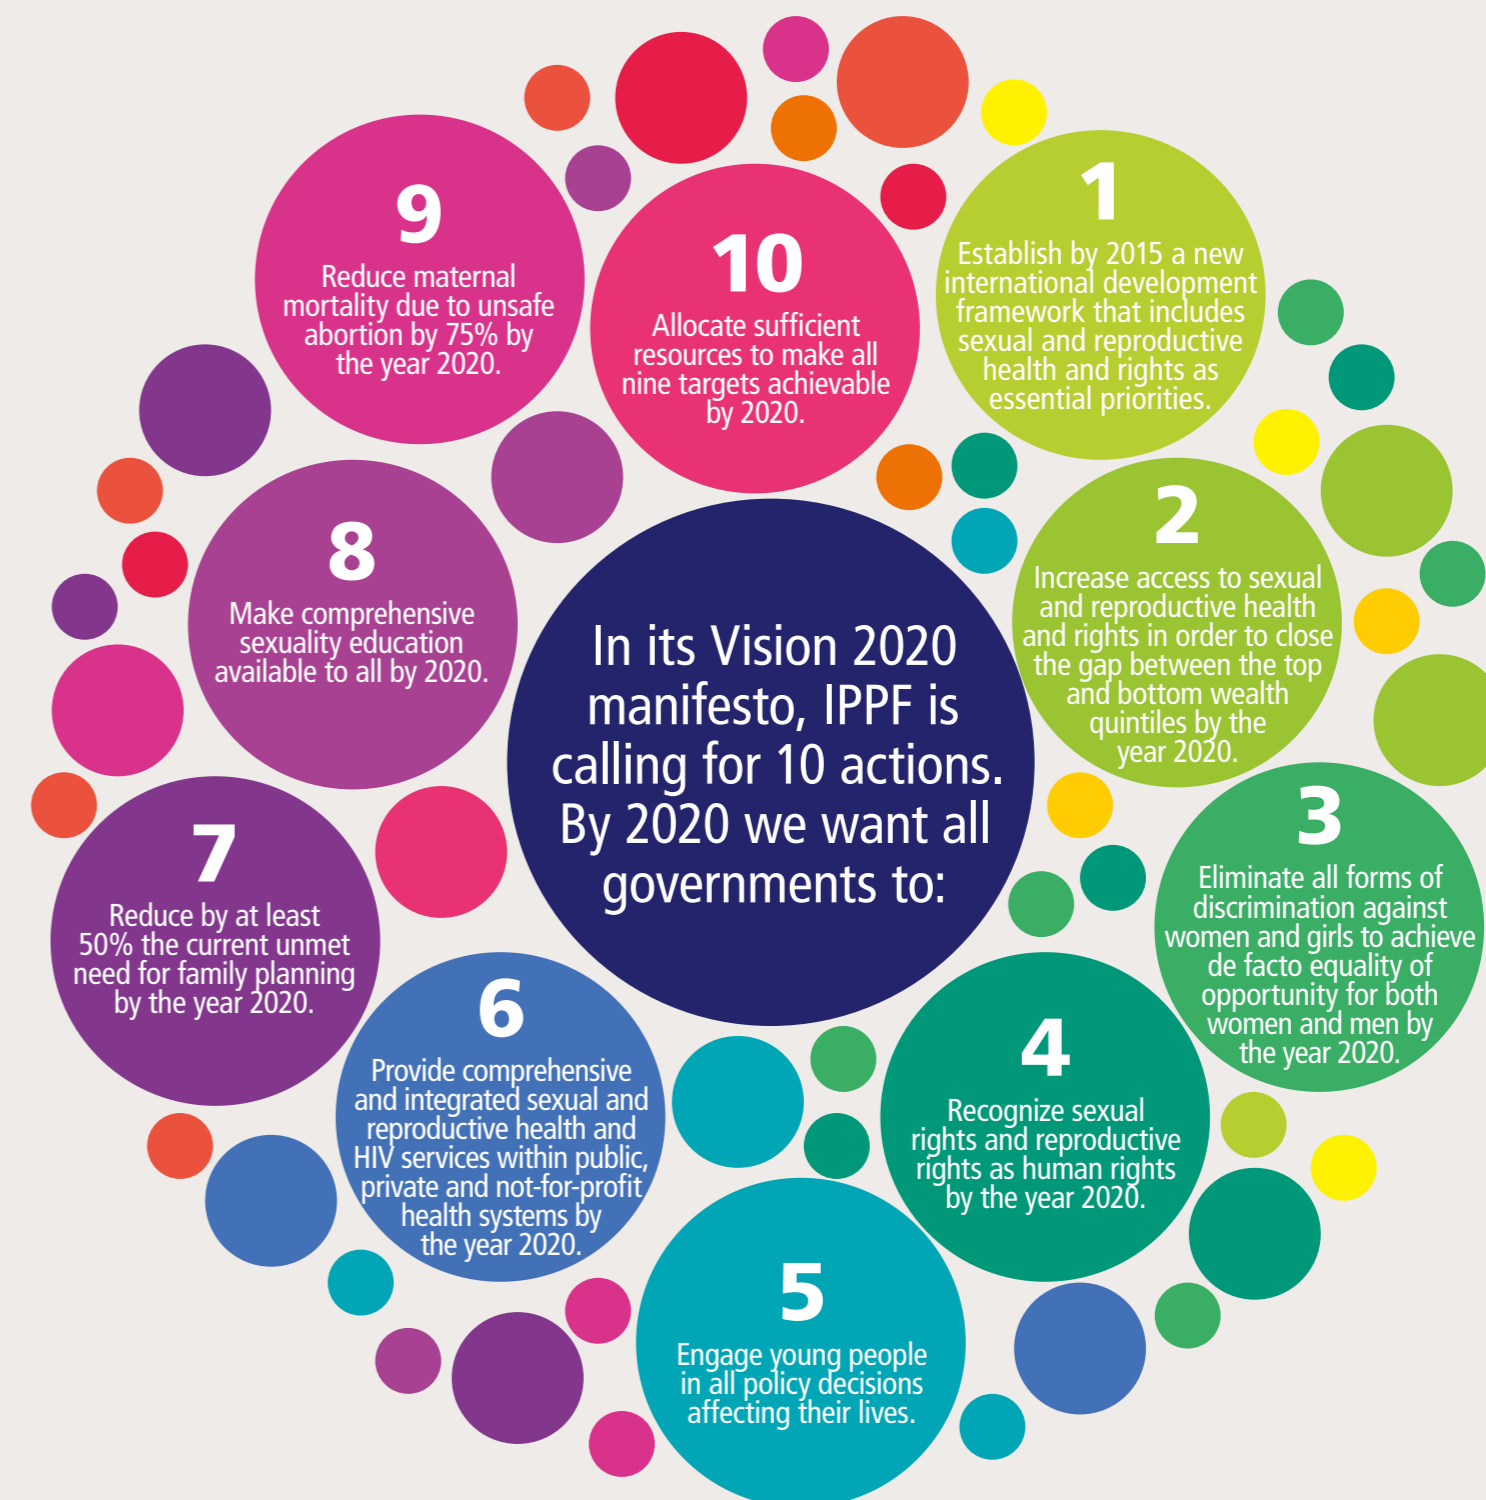 In its Vision 2020
manifesto, IPPF is
calling for 10 actions.
By 2020 we want all
governments to:
1
Establish by 2015 a new
international development
framework that includes
sexual and reproductive
health and rights as
essential priorities.
2
Increase access to sexual
and reproductive health
and rights in order to close
the gap between the top
and bottom wealth
quintiles by the
year 2020.
3
Eliminate all forms of
discrimination against
women and girls to achieve
de facto equality of
opportunity for both
women and men by
the year 2020.
4
Recognize sexual
rights and reproductive
rights as human rights
by the year 2020.
5
Engage young people
in all policy decisions
affecting their lives.
6
Provide comprehensive
and integrated sexual and
reproductive health and
HIV services within public,
private and not-for-profit
health systems by
the year 2020.
7
Reduce by at least
50% the current unmet
need for family planning
by the year 2020.
8
Make comprehensive
sexuality education
available to all by 2020.
9
Reduce maternal
mortality due to unsafe
abortion by 75% by
the year 2020.
10
Allocate sufficient
resources to make all
nine targets achievable
by 2020.